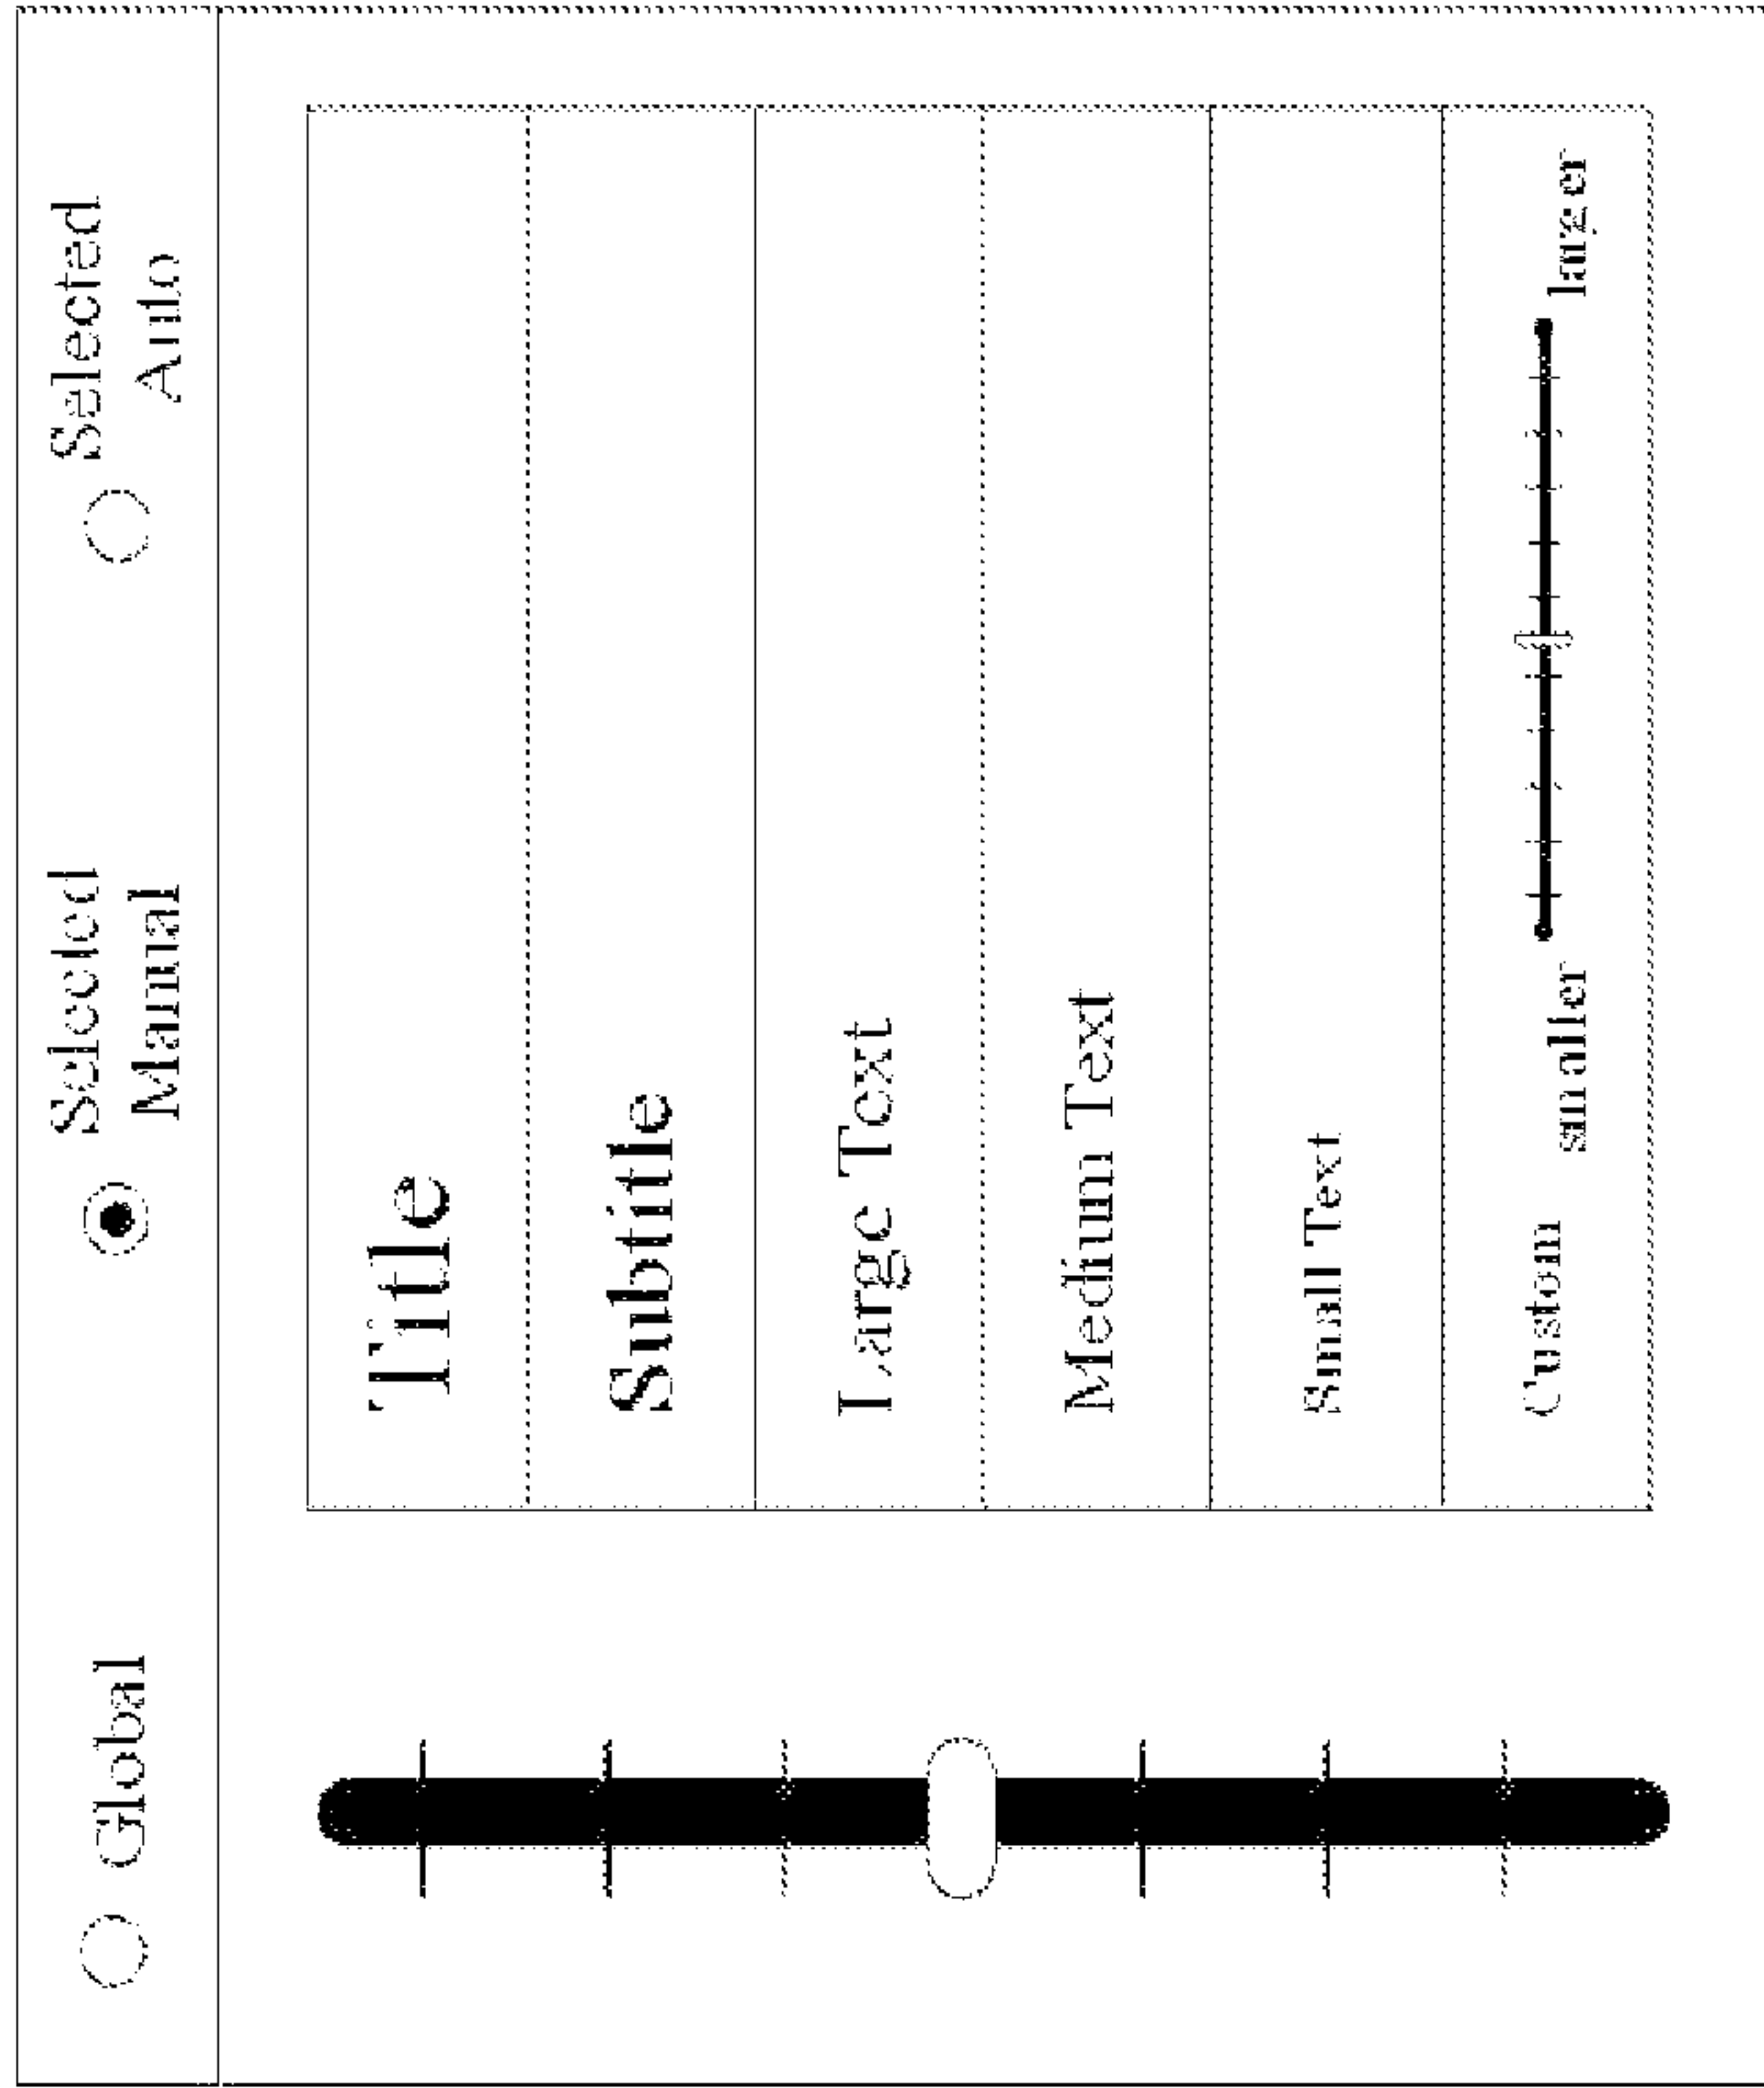 Global
Selected
Manual
Selected
Auto
Title
Subtitle
Large Text
Medium Text
Small Text
Custom smaller larger